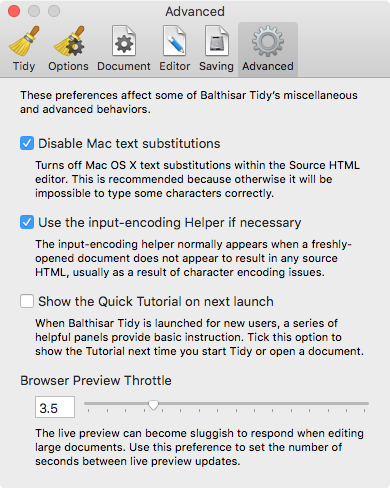 Advanced
Tidy Options Document Editor Saving Advanced
These preferences affect some of Balthisar Tidy's miscellaneous
and advanced behaviors.
Disable Mac text substitutions
Turns off Mac OS X text substitutions within the Source HTML
editor. This is recommended because otherwise it will be
impossible to type some characters correctly.
Use the input-encoding Helper if necessary
The input-encoding helper normally appears when a freshly-
opened document does not appear to result in any source
HTML, usually as a result of character encoding issues.
Show the Quick Tutorial on next launch
When Balthisar Tidy is launched for new users, a series of
helpful panels provide basic instruction. Tick this option to
show the Tutorial next time you start Tidy or open a document.
Browser Preview Throttle
3.5
The live preview can become sluggish to respond when editing
large documents. Use this preference to set the number of
seconds between live preview updates.